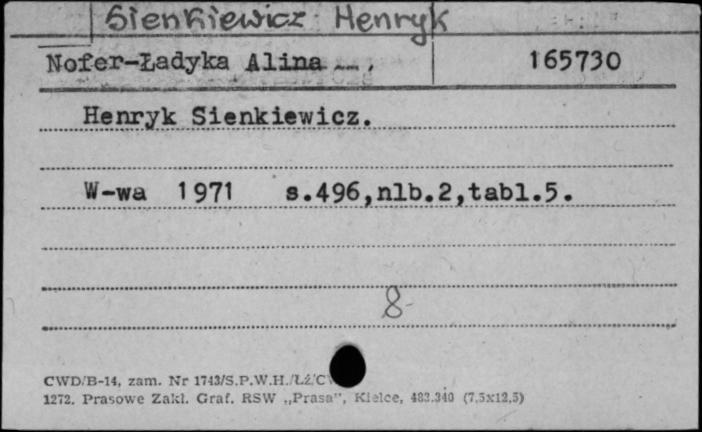 Sienkiewicz Henryk
Nofer-Ładyka Alina —, 165730
Henryk Sienkiewicz.
W-wa 1971 s.496,nlb.2,tabl.5.
8-
CWD/B-14, zam. Nr 1743/S.P.W.H./ŁŹ/C
1272. Prasowe Zakł. Graf. RSW „Prasa", Kielce, 483.340 (7,5x12,5)